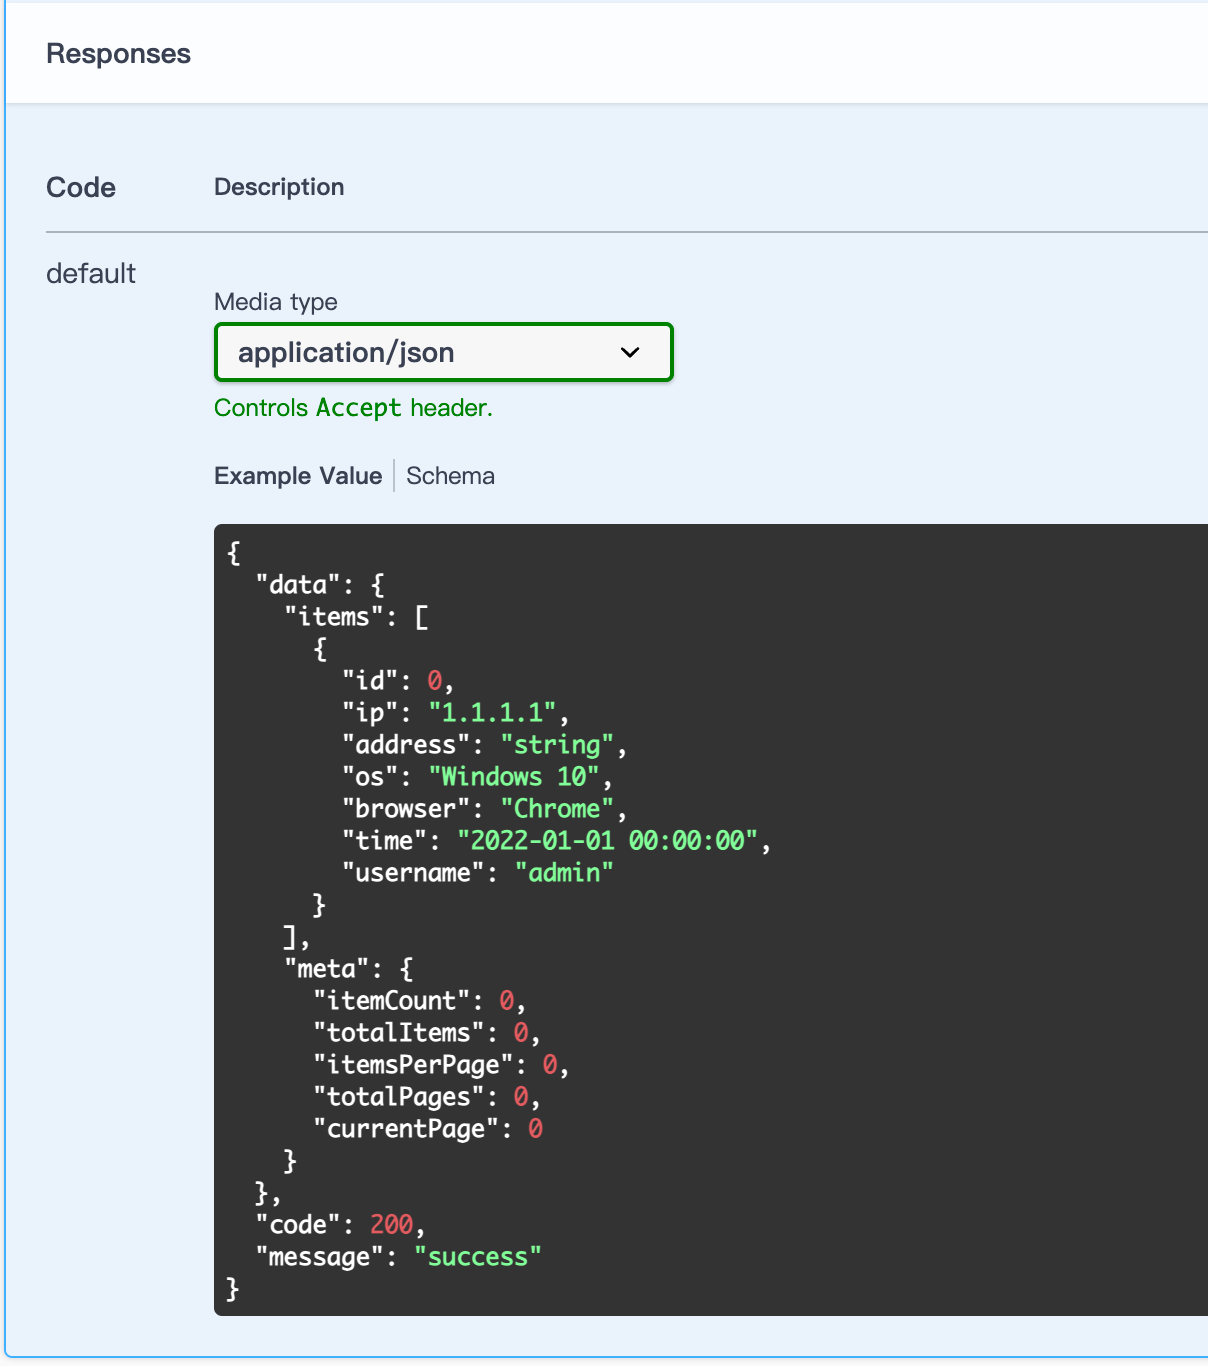 Responses
Code Description
default
Media type
application/json
Controls Accept header.
Example Value Schema
{
  "data": {
    "items": [
      {
        "id": 0,
        "ip": "1.1.1.1",
        "address": "string",
        "os": "Windows 10",
        "browser": "Chrome",
        "time": "2022-01-01 00:00:00",
        "username": "admin"
      }
    ],
    "meta": {
      "itemCount": 0,
      "totalItems": 0,
      "itemsPerPage": 0,
      "totalPages": 0,
      "currentPage": 0
    }
  },
  "code": 200,
  "message": "success"
}